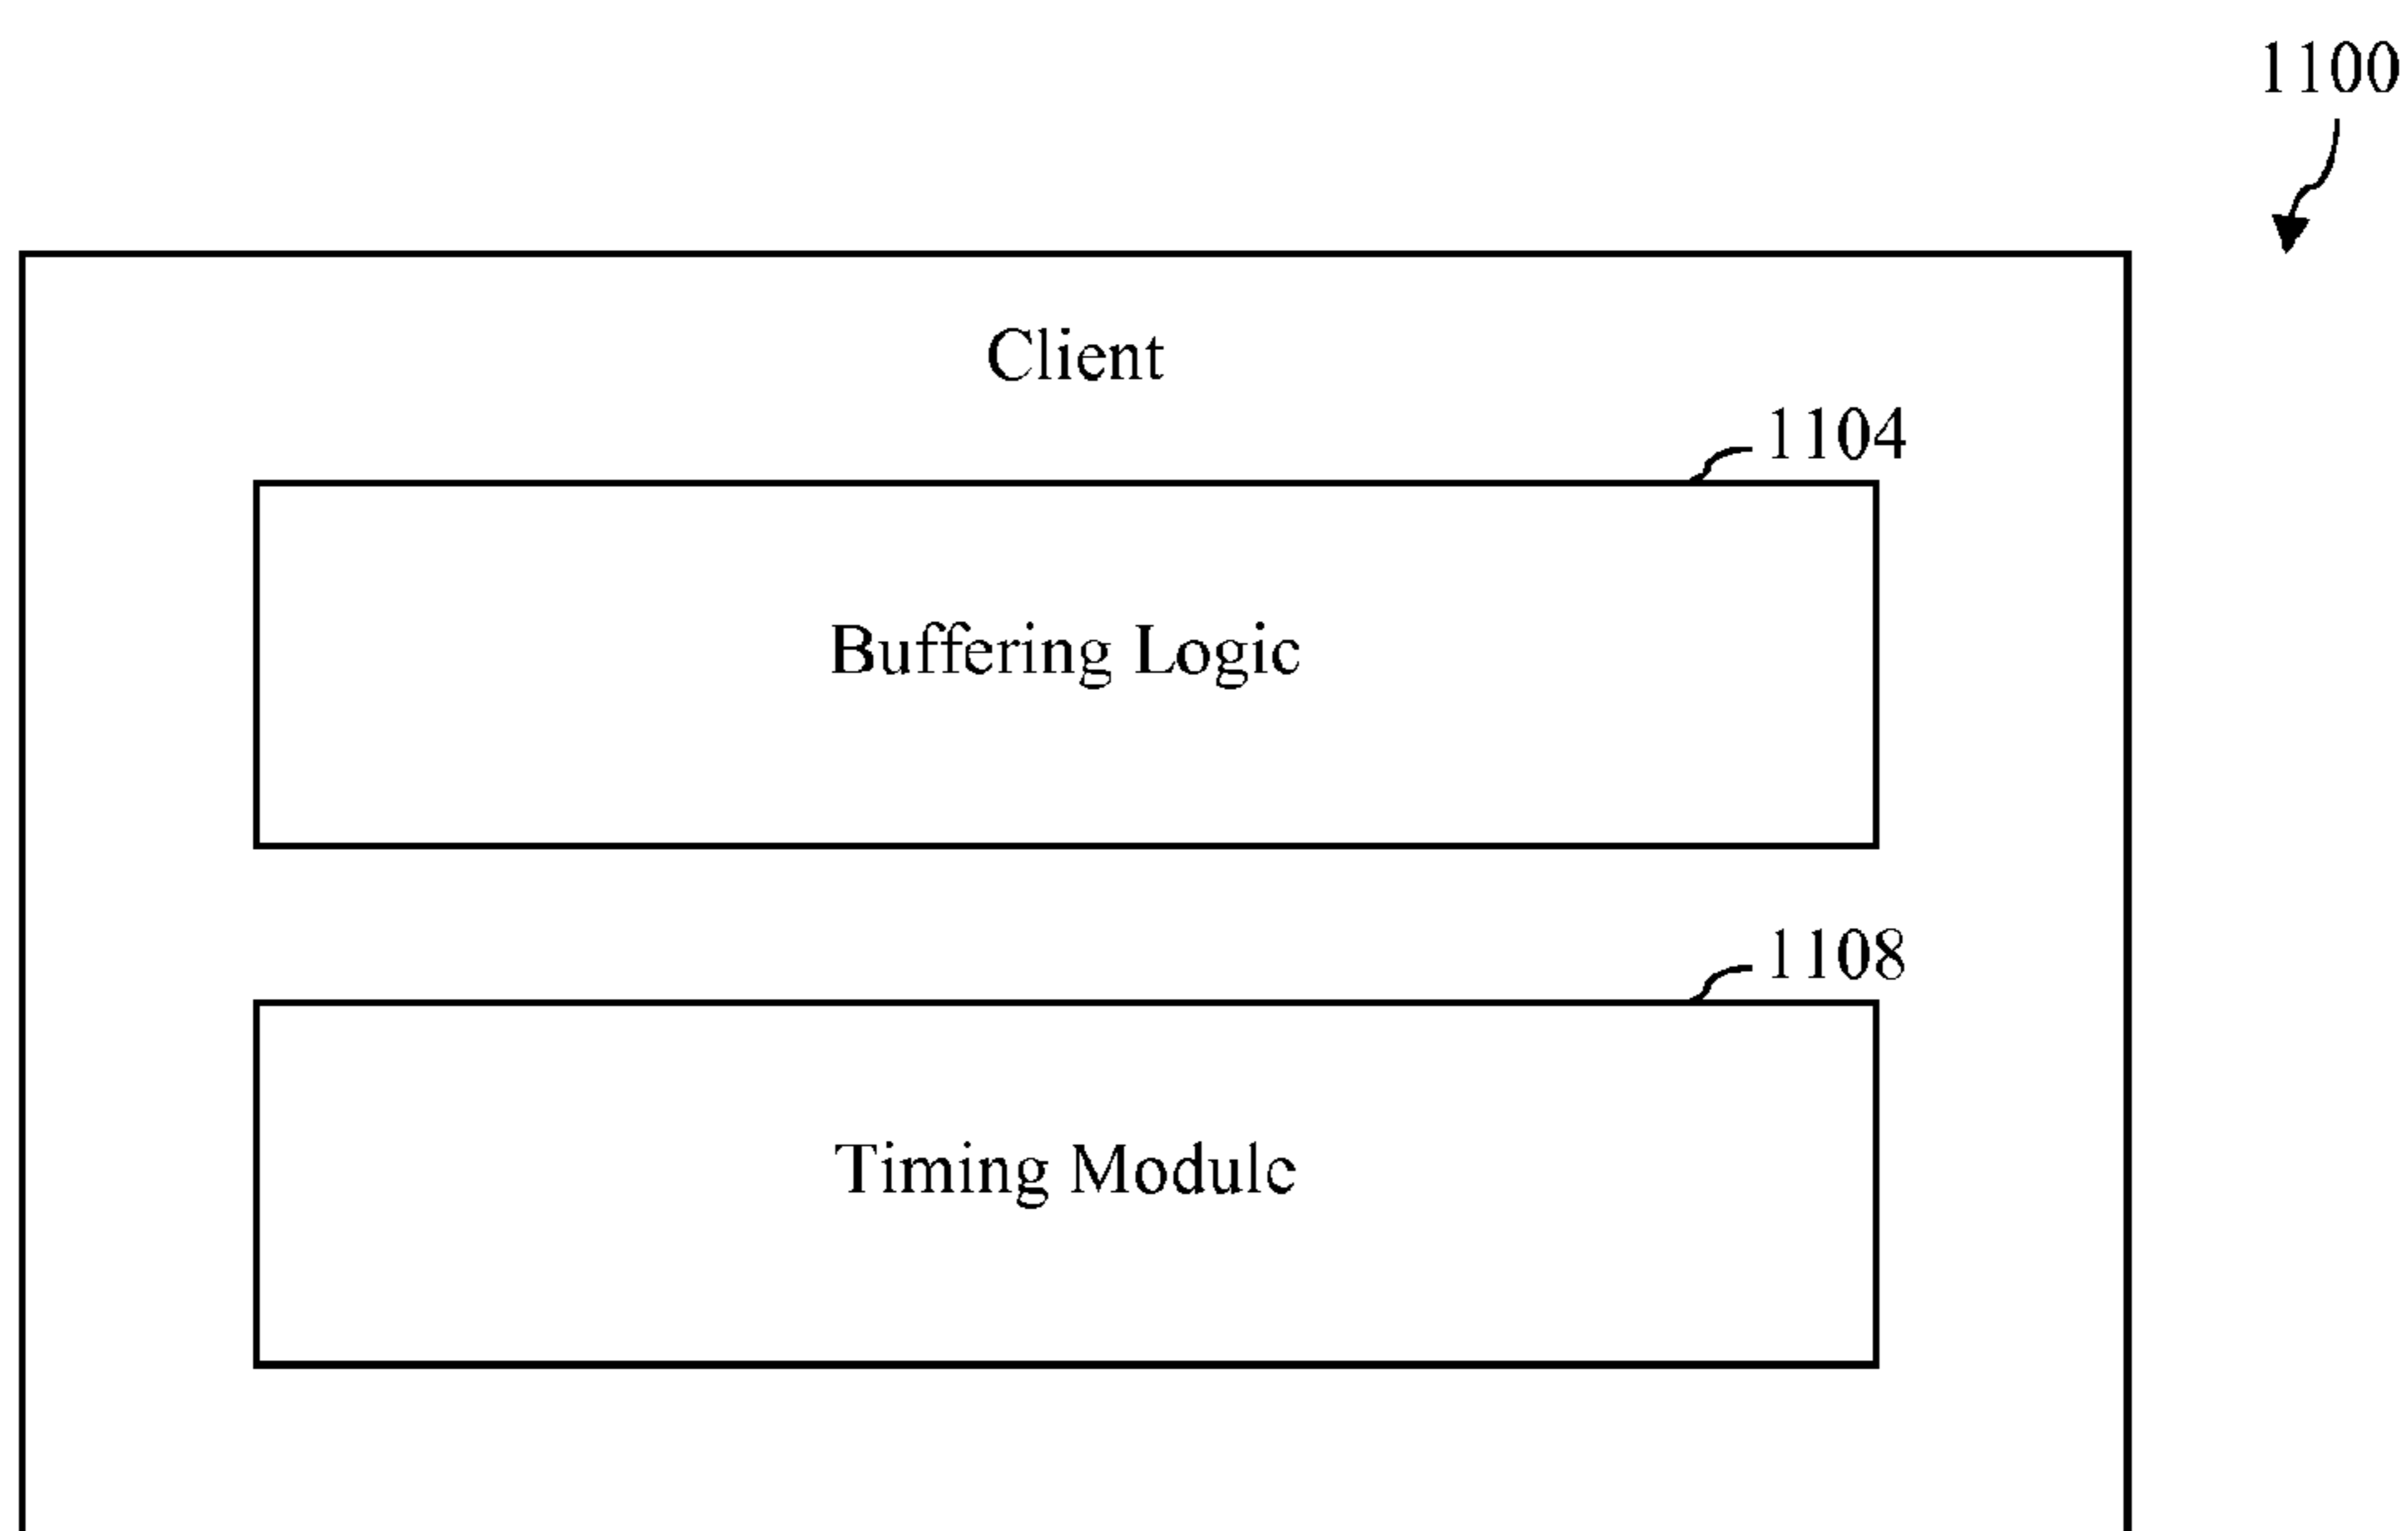 1100
Client
1104
Buffering Logic
1108
Timing Module